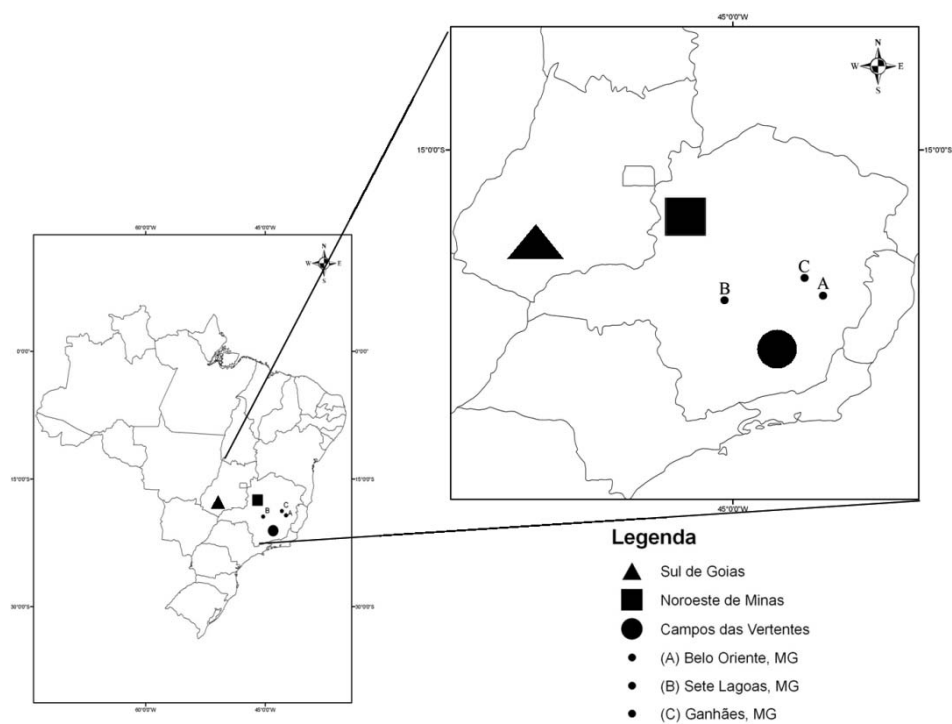 45°0'0"W
N
W E
S
15°0'0"S 15°0'0"S
C
A
B
45°0'0"W
60°0'0"W 45°0'0"W
N
W E
S
0°0'0" 0°0'0"
15°0'0"S 15°0'0"S
C
B A
30°0'0"S 30°0'0"S
60°0'0"W 45°0'0"W
Legenda
Sul de Goias
Noroeste de Minas
Campos das Vertentes
(A) Belo Oriente, MG
(B) Sete Lagoas, MG
(C) Ganhães, MG